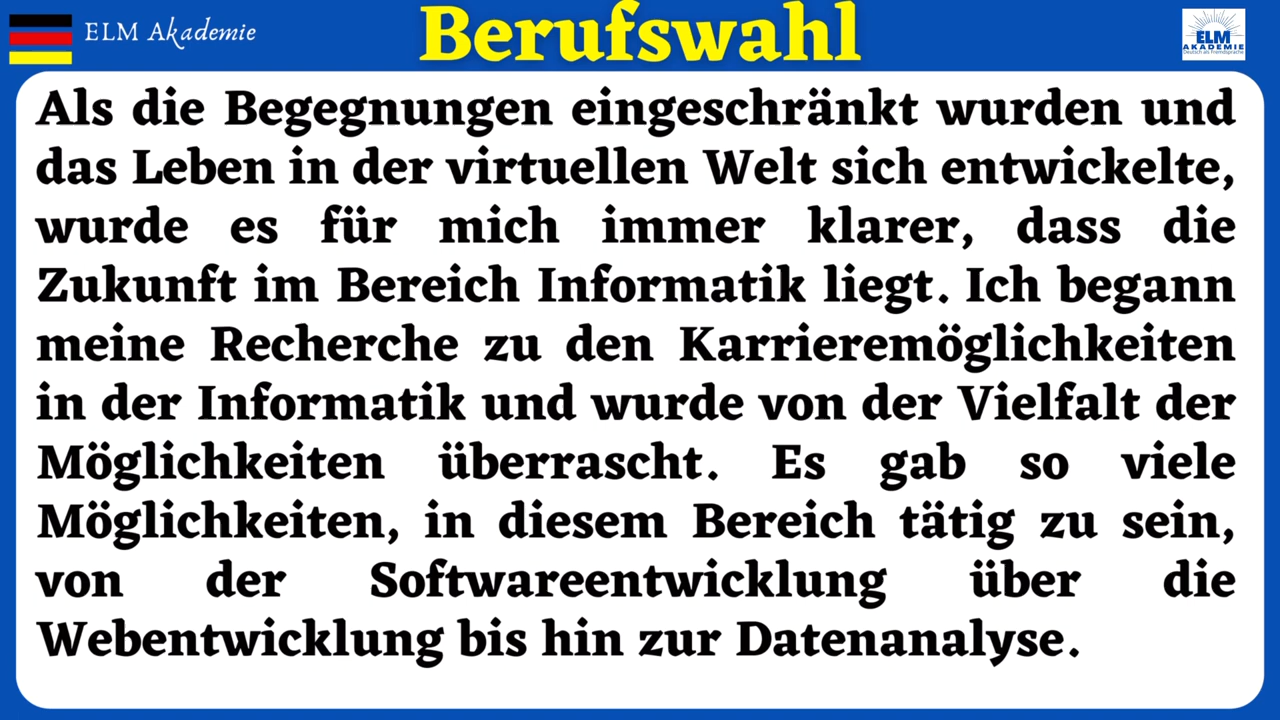 ELM Akademie
Berufswahl
ELM
AKADEMIE
Deutsch als Fremdsprache
Als die Begegnungen eingeschränkt wurden und
das Leben in der virtuellen Welt sich entwickelte,
wurde es für mich immer klarer, dass die
Zukunft im Bereich Informatik liegt. Ich begann
meine Recherche zu den Karrieremöglichkeiten
in der Informatik und wurde von der Vielfalt der
Möglichkeiten überrascht. Es gab so viele
Möglichkeiten, in diesem Bereich tätig zu sein,
von der Softwareentwicklung über die
Webentwicklung bis hin zur Datenanalyse.